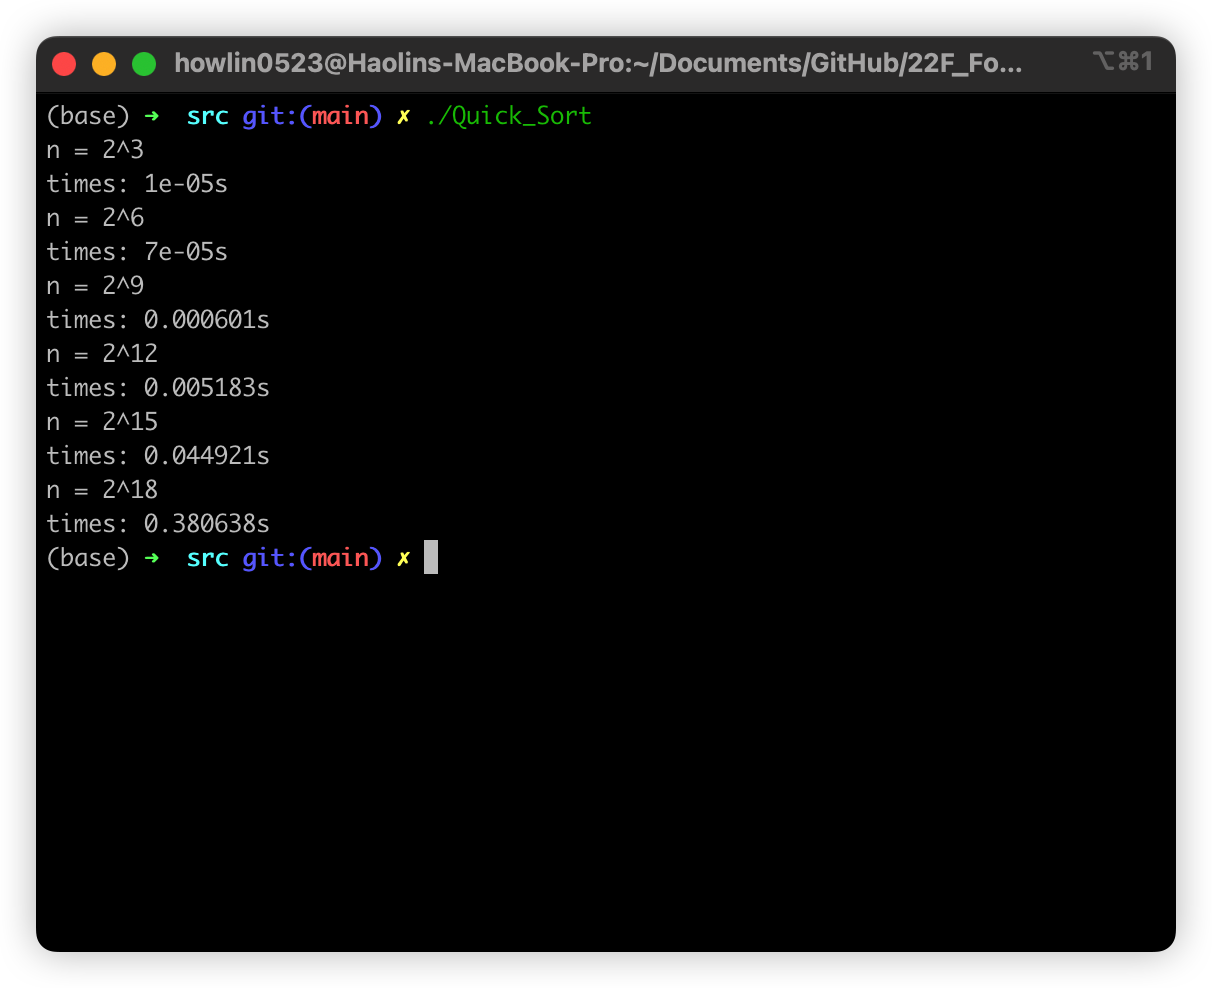 howlin0523@Haolins-MacBook-Pro:~/Documents/GitHub/22F_Fo... ⌥⌘1
(base) ➜  src git:(main) ✗ ./Quick_Sort
n = 2^3
times: 1e-05s
n = 2^6
times: 7e-05s
n = 2^9
times: 0.000601s
n = 2^12
times: 0.005183s
n = 2^15
times: 0.044921s
n = 2^18
times: 0.380638s
(base) ➜  src git:(main) ✗